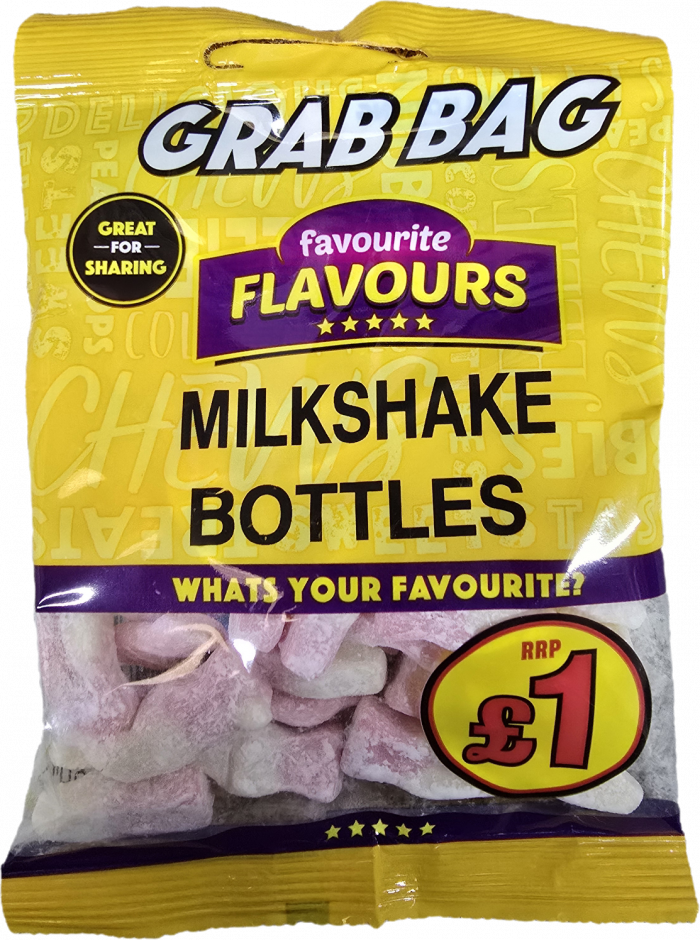 GRAB BAG
GREAT
FOR
SHARING
favourite
FLAVOURS
MILKSHAKE
BOTTLES
WHATS YOUR FAVOURITE?
RRP
£1